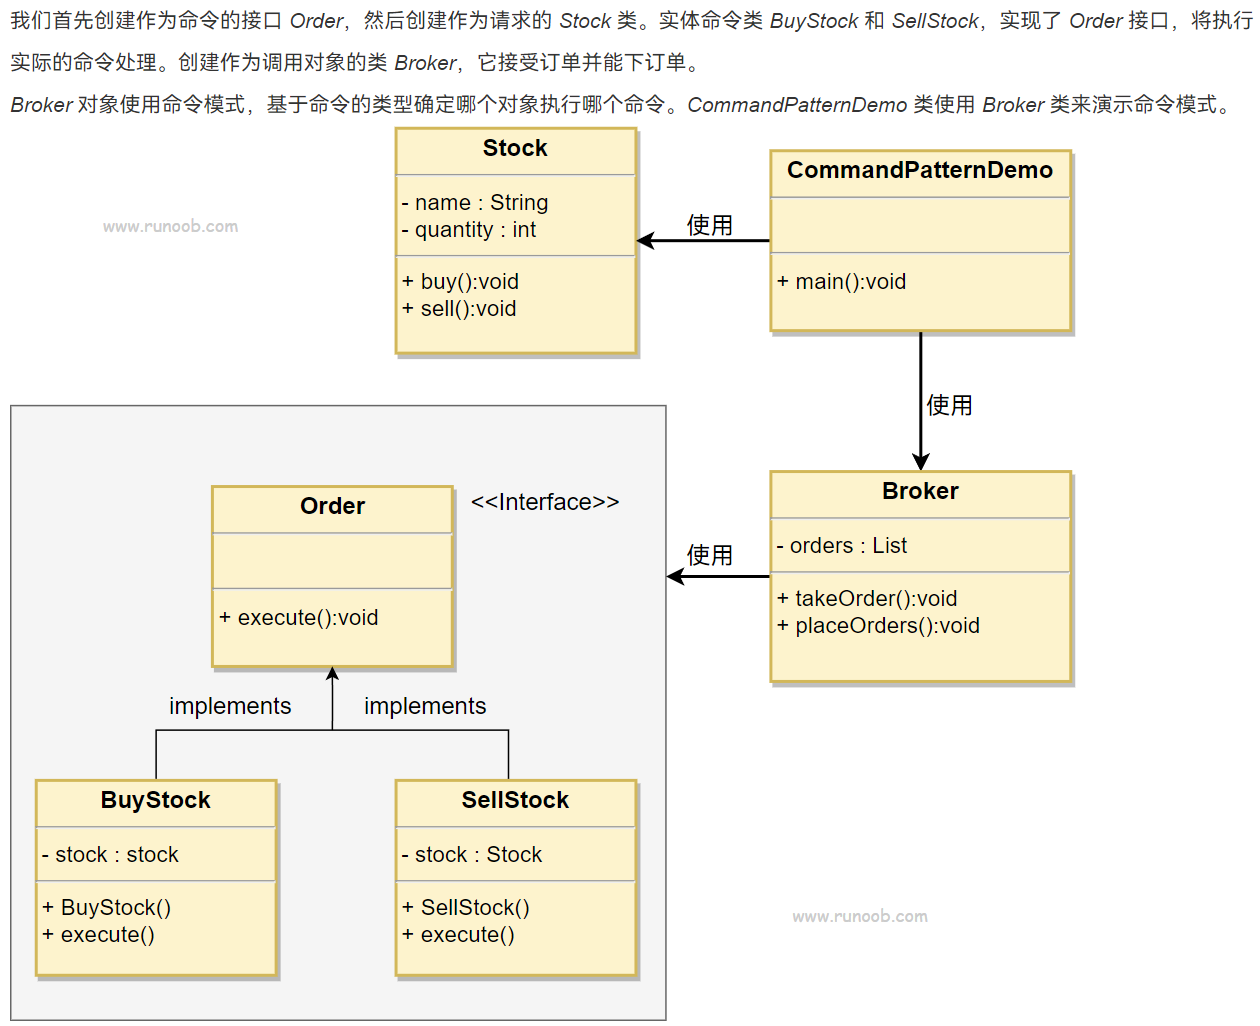 我们首先创建作为命令的接口 Order，然后创建作为请求的 Stock 类。实体命令类 BuyStock 和 SellStock，实现了 Order 接口，将执行
实际的命令处理。创建作为调用对象的类 Broker，它接受订单并能下订单。
Broker 对象使用命令模式，基于命令的类型确定哪个对象执行哪个命令。CommandPatternDemo 类使用 Broker 类来演示命令模式。
Stock
- name : String
- quantity : int
+ buy():void
+ sell():void
www.runoob.com
使用
CommandPatternDemo
+ main():void
使用
Order
<<Interface>>
+ execute():void
使用
Broker
- orders : List
+ takeOrder():void
+ placeOrders():void
implements
implements
BuyStock
- stock : stock
+ BuyStock()
+ execute()
SellStock
- stock : Stock
+ SellStock()
+ execute()
www.runoob.com